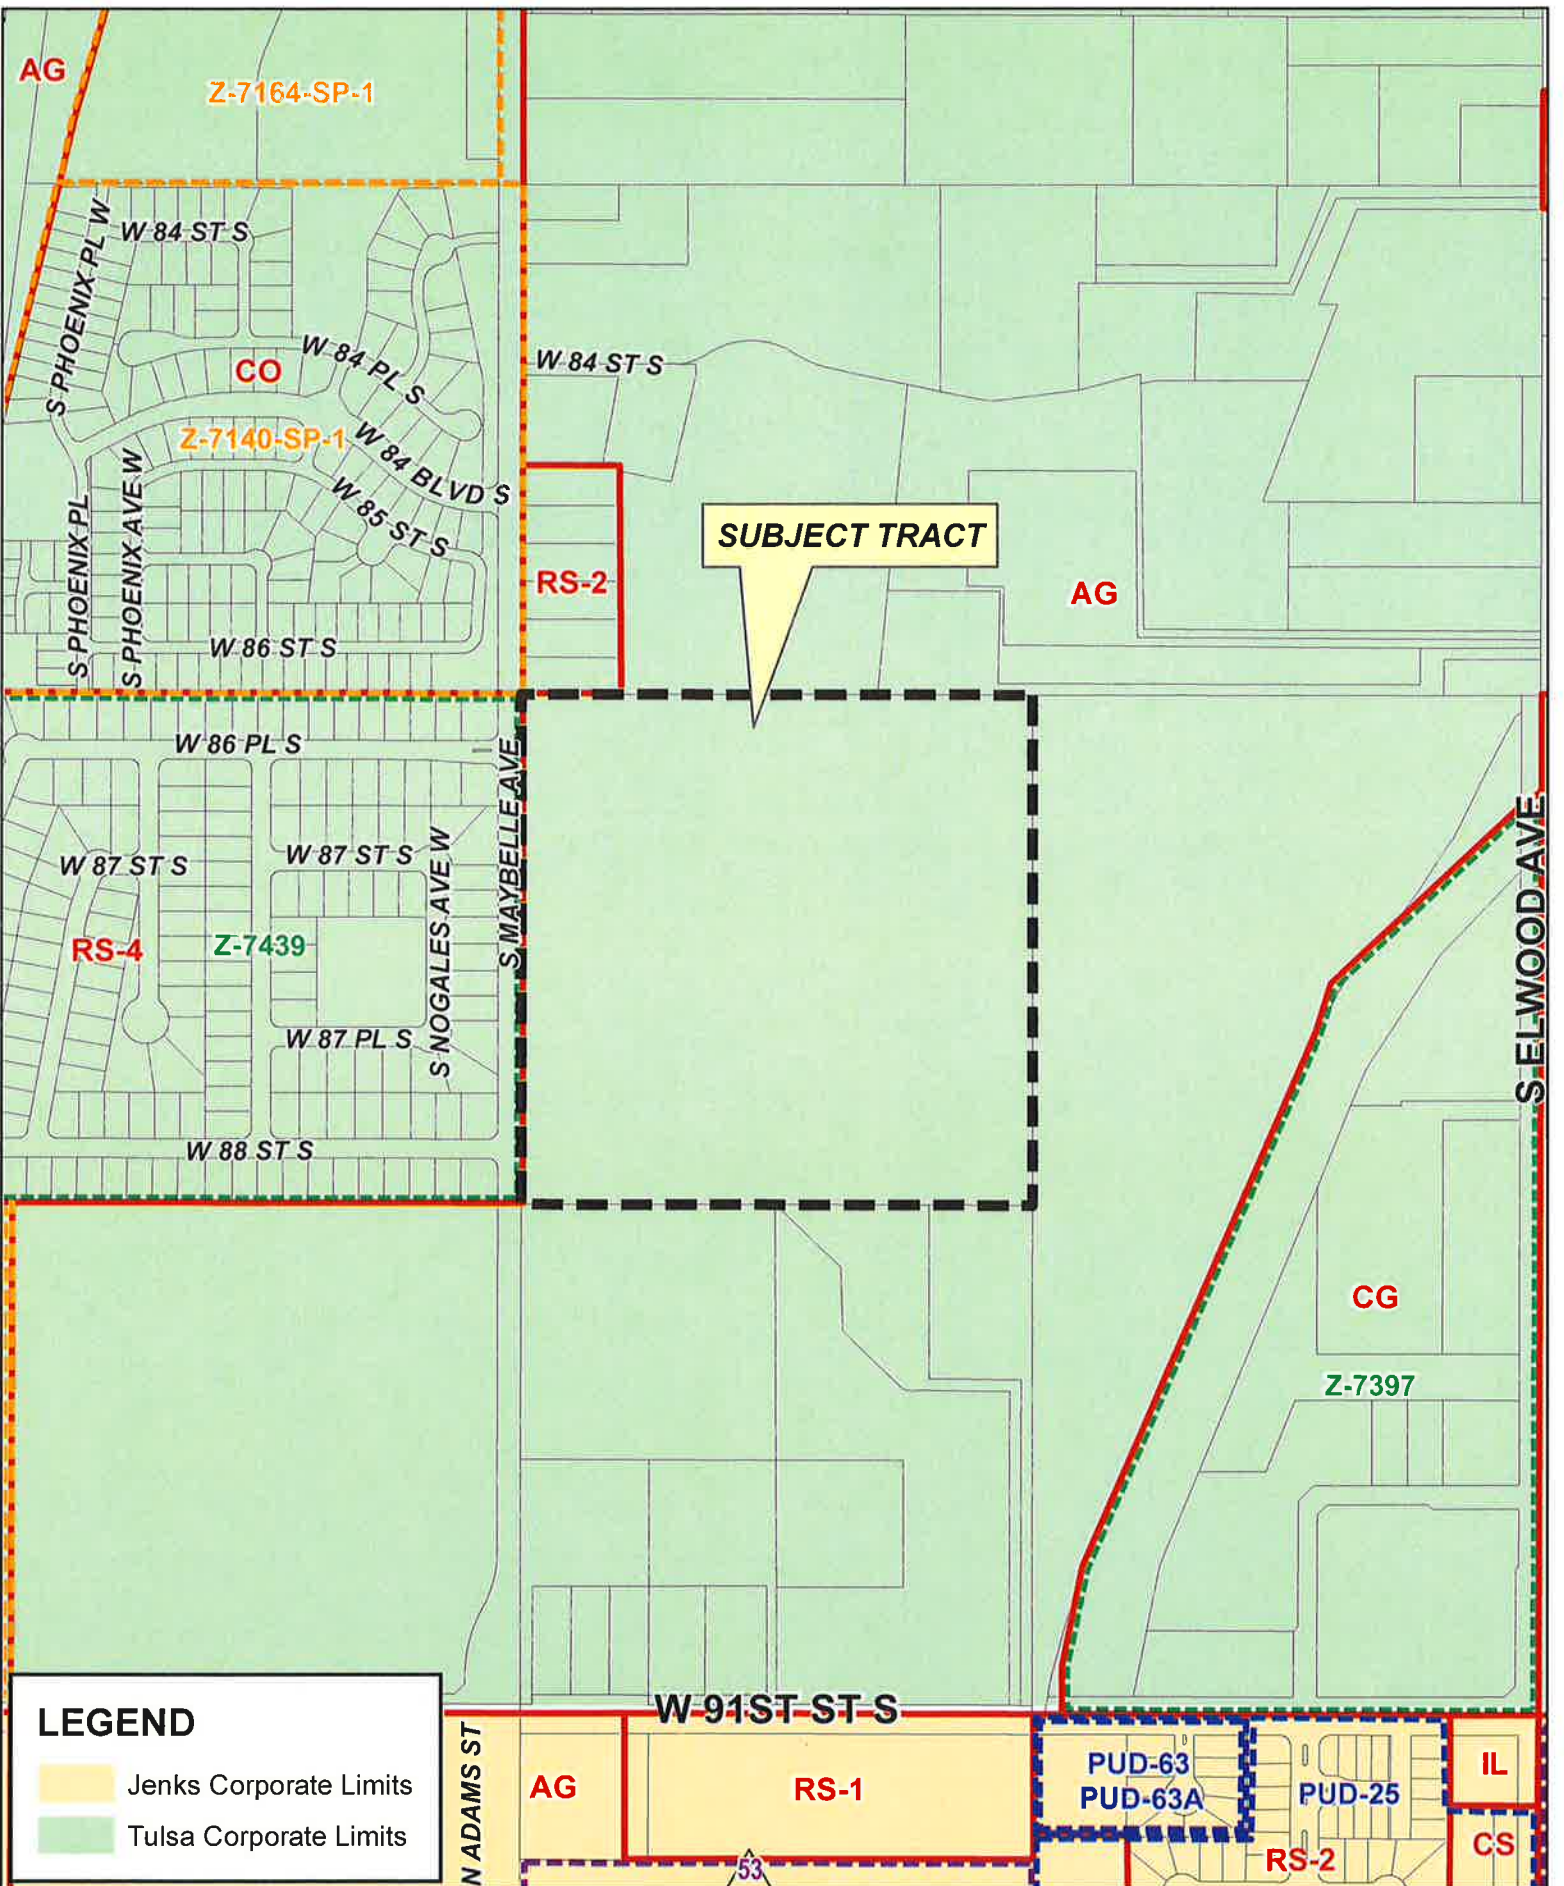 AG
Z-7164-SP-1
W 84 ST S
S PHOENIX PL W
W 84 PL S
CO
W 84 ST S
Z-7140-SP-1
W 84 BLVD S
W 85 ST S
S PHOENIX PL
S PHOENIX AVE W
SUBJECT TRACT
RS-2
AG
W 86 ST S
W 86 PL S
S MAYBELLE AVE
W 87 ST S
W 87 ST S
S NOGALES AVE W
RS-4
Z-7439
S ELWOOD AVE
W 87 PL S
W 88 ST S
CG
Z-7397
W 91ST ST S
LEGEND
Jenks Corporate Limits
Tulsa Corporate Limits
N ADAMS ST
AG
RS-1
PUD-63
PUD-63A
PUD-25
IL
CS
RS-2
53